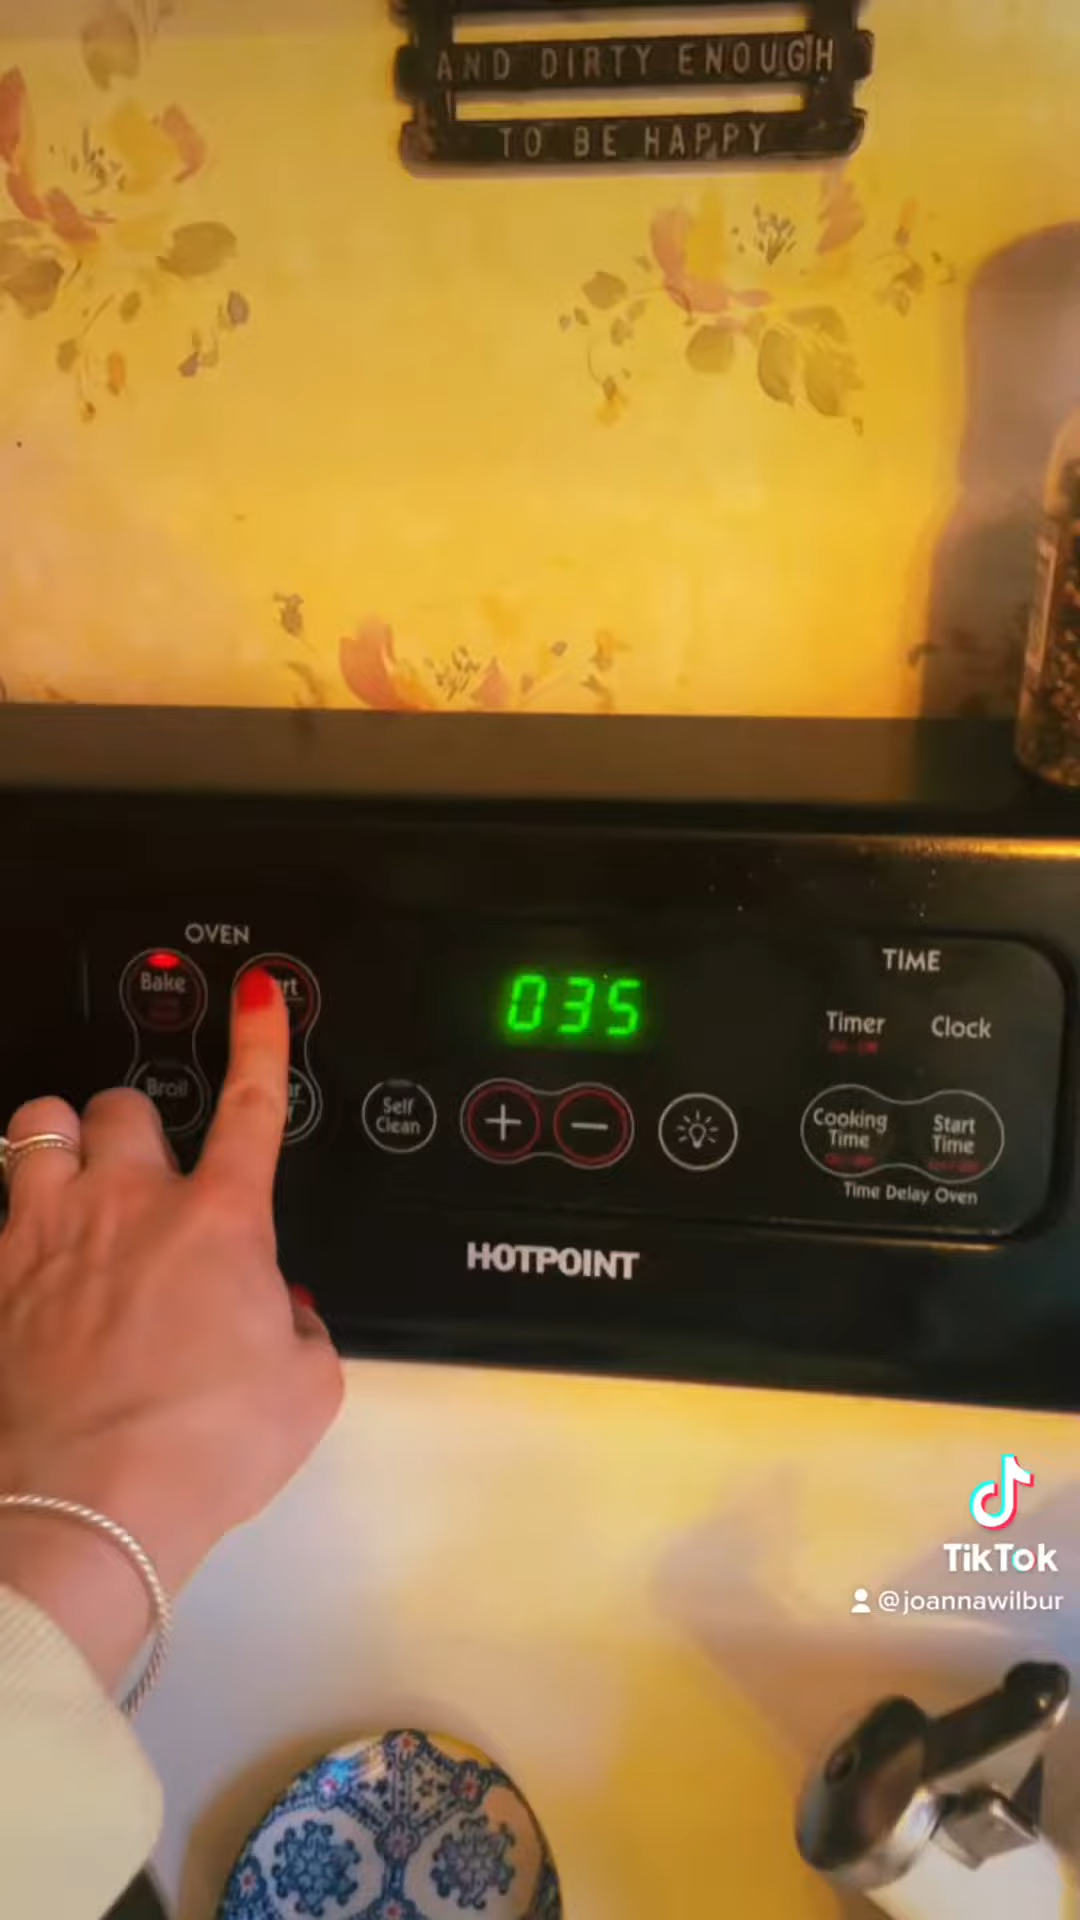 AND DIRTY ENOUGH
TO BE HAPPY
OVEN
Bake
Broil
035
Self
Clean
+
−
TIME
Timer
Clock
Cooking
Time
Start
Time
Time Delay Oven
HOTPOINT
TikTok
@joannawilbur